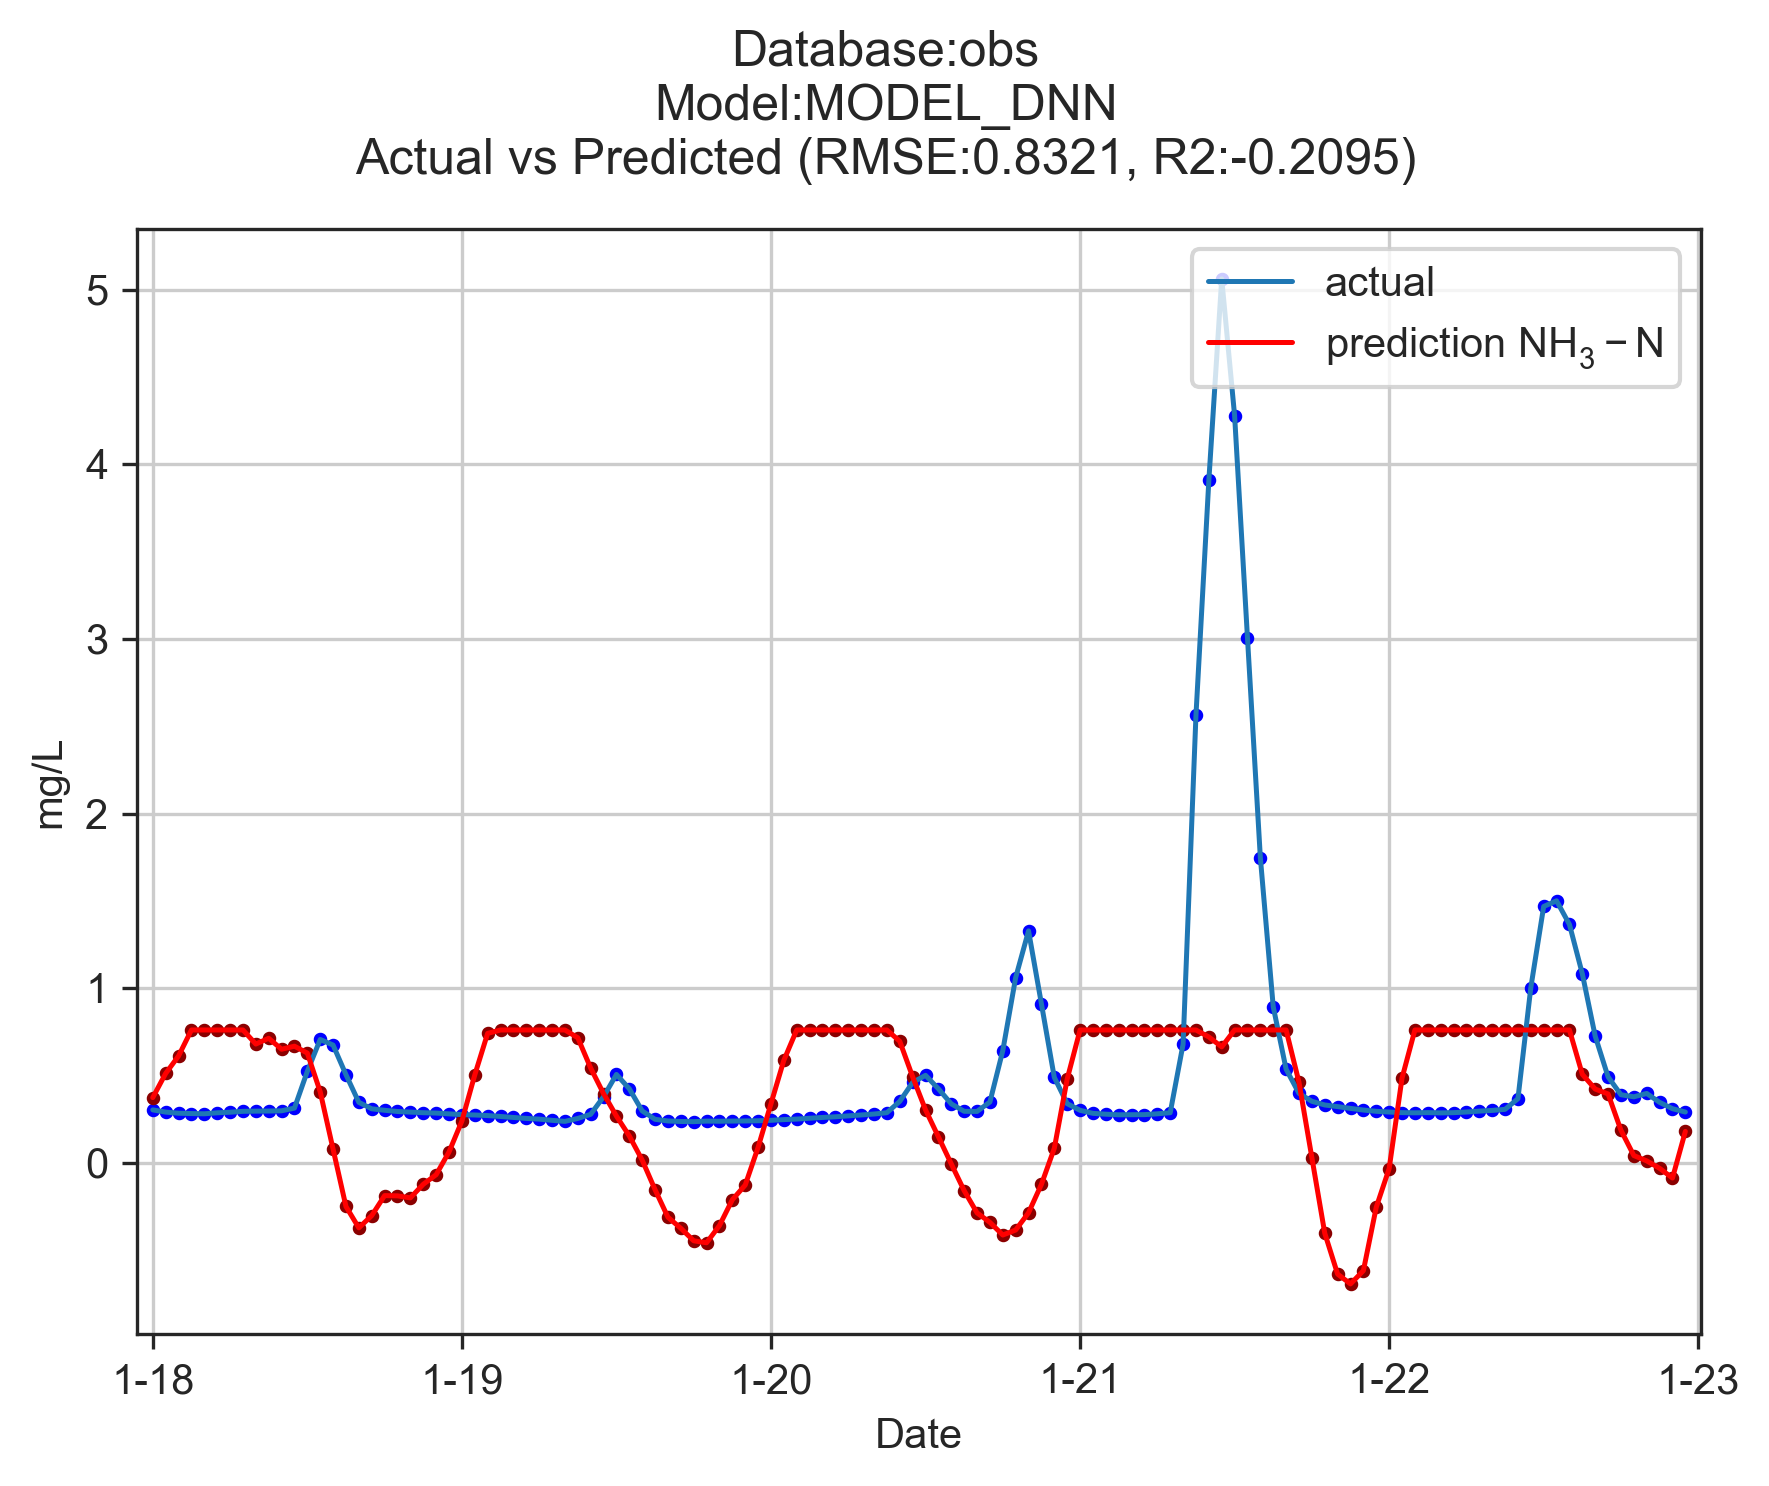 Database:obs
Model:MODEL_DNN
Actual vs Predicted (RMSE:0.8321, R2:-0.2095)
actual
prediction NH₃ − N
5
4
3
2
1
0
mg/L
1-18 1-19 1-20 1-21 1-22 1-23
Date